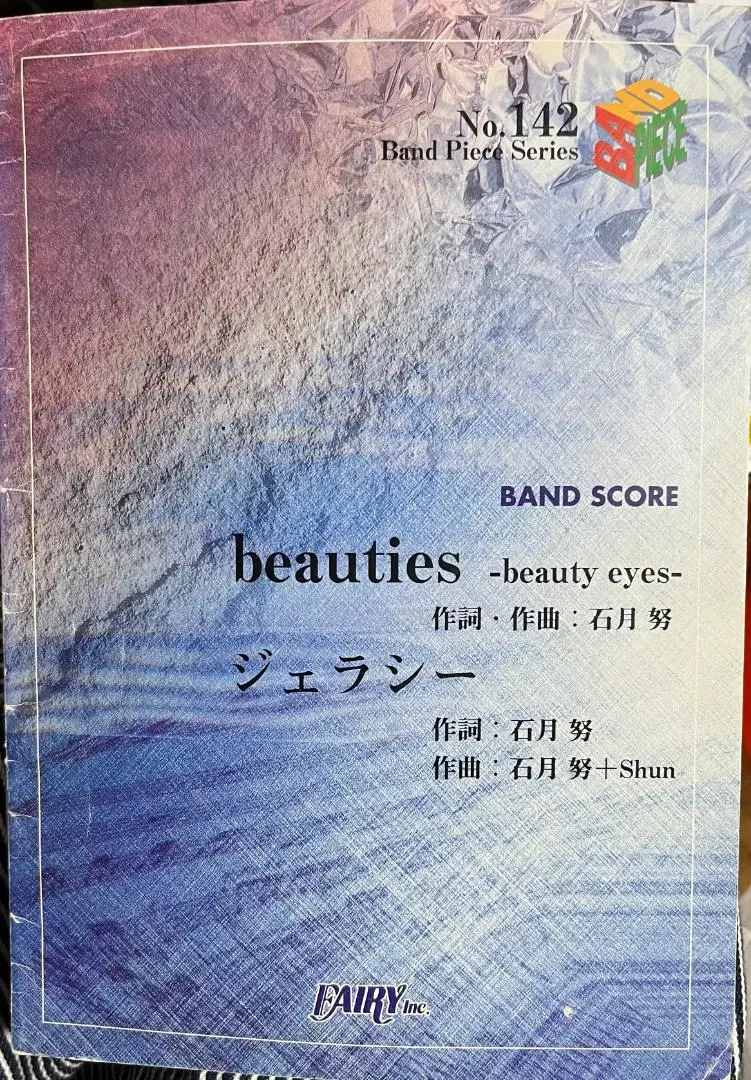 No.142
Band Piece Series
BAND PIECE
BAND SCORE
beauties -beauty eyes-
作詞・作曲：石月 努
ジェラシー
作詞：石月 努
作曲：石月 努＋Shun
FAIRY Inc.